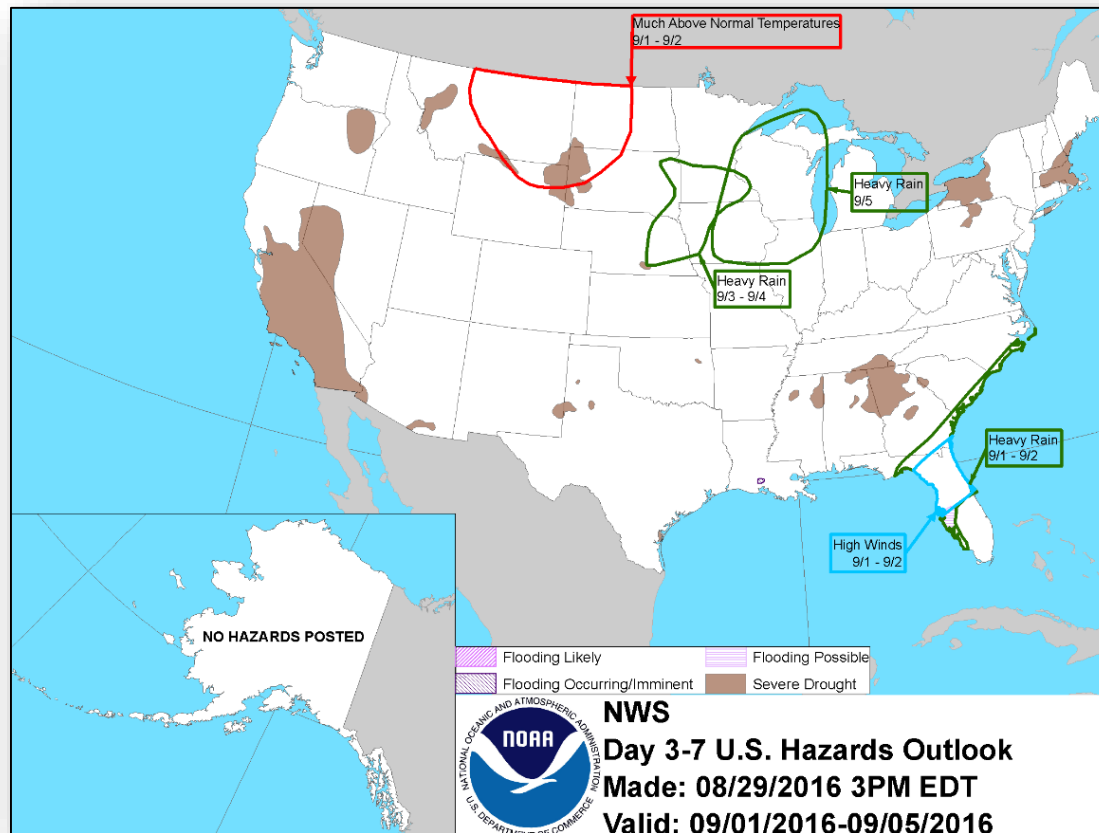 Much Above Normal Temperatures
9/1 - 9/2
Heavy Rain
9/5
Heavy Rain
9/3 - 9/4
Heavy Rain
9/1 - 9/2
High Winds
9/1 - 9/2
NO HAZARDS POSTED
Flooding Likely
Flooding Possible
Flooding Occurring/Imminent
Severe Drought
NATIONAL OCEANIC AND ATMOSPHERIC ADMINISTRATION
NOAA
U.S. DEPARTMENT OF COMMERCE
NWS
Day 3-7 U.S. Hazards Outlook
Made: 08/29/2016 3PM EDT
Valid: 09/01/2016-09/05/2016